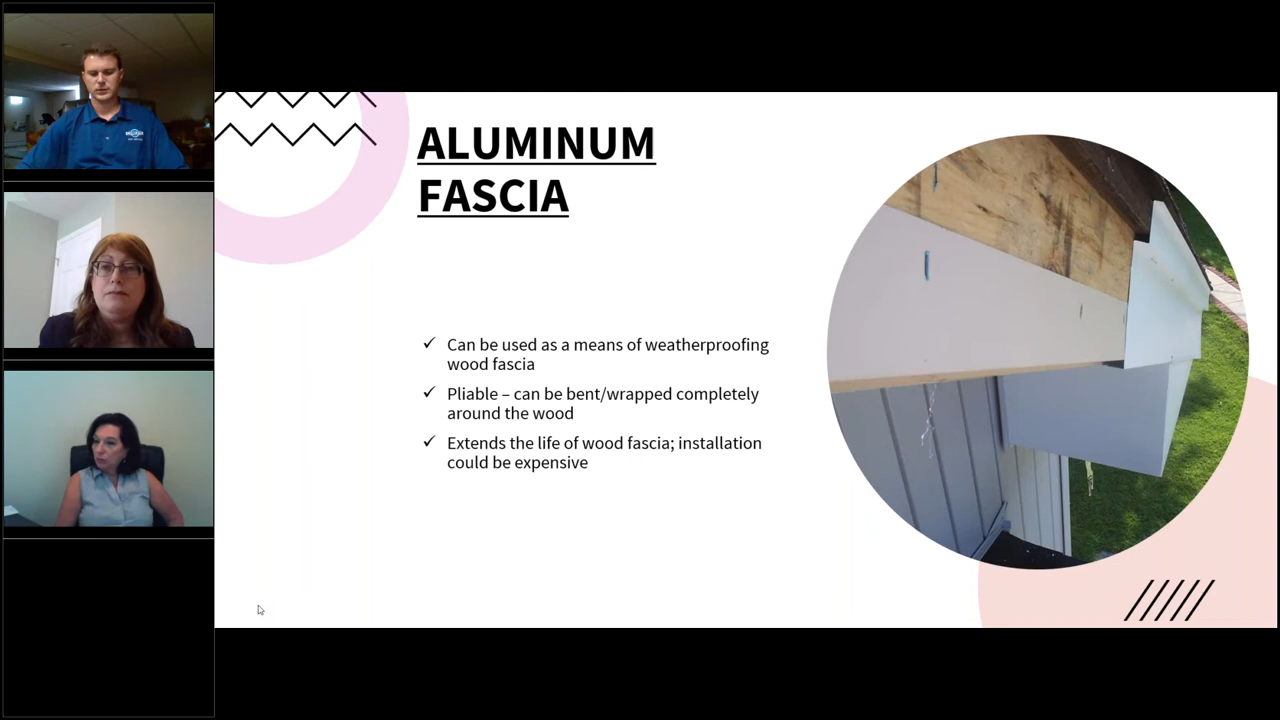 ALUMINUM
FASCIA
✓ Can be used as a means of weatherproofing
wood fascia
✓ Pliable – can be bent/wrapped completely
around the wood
✓ Extends the life of wood fascia; installation
could be expensive